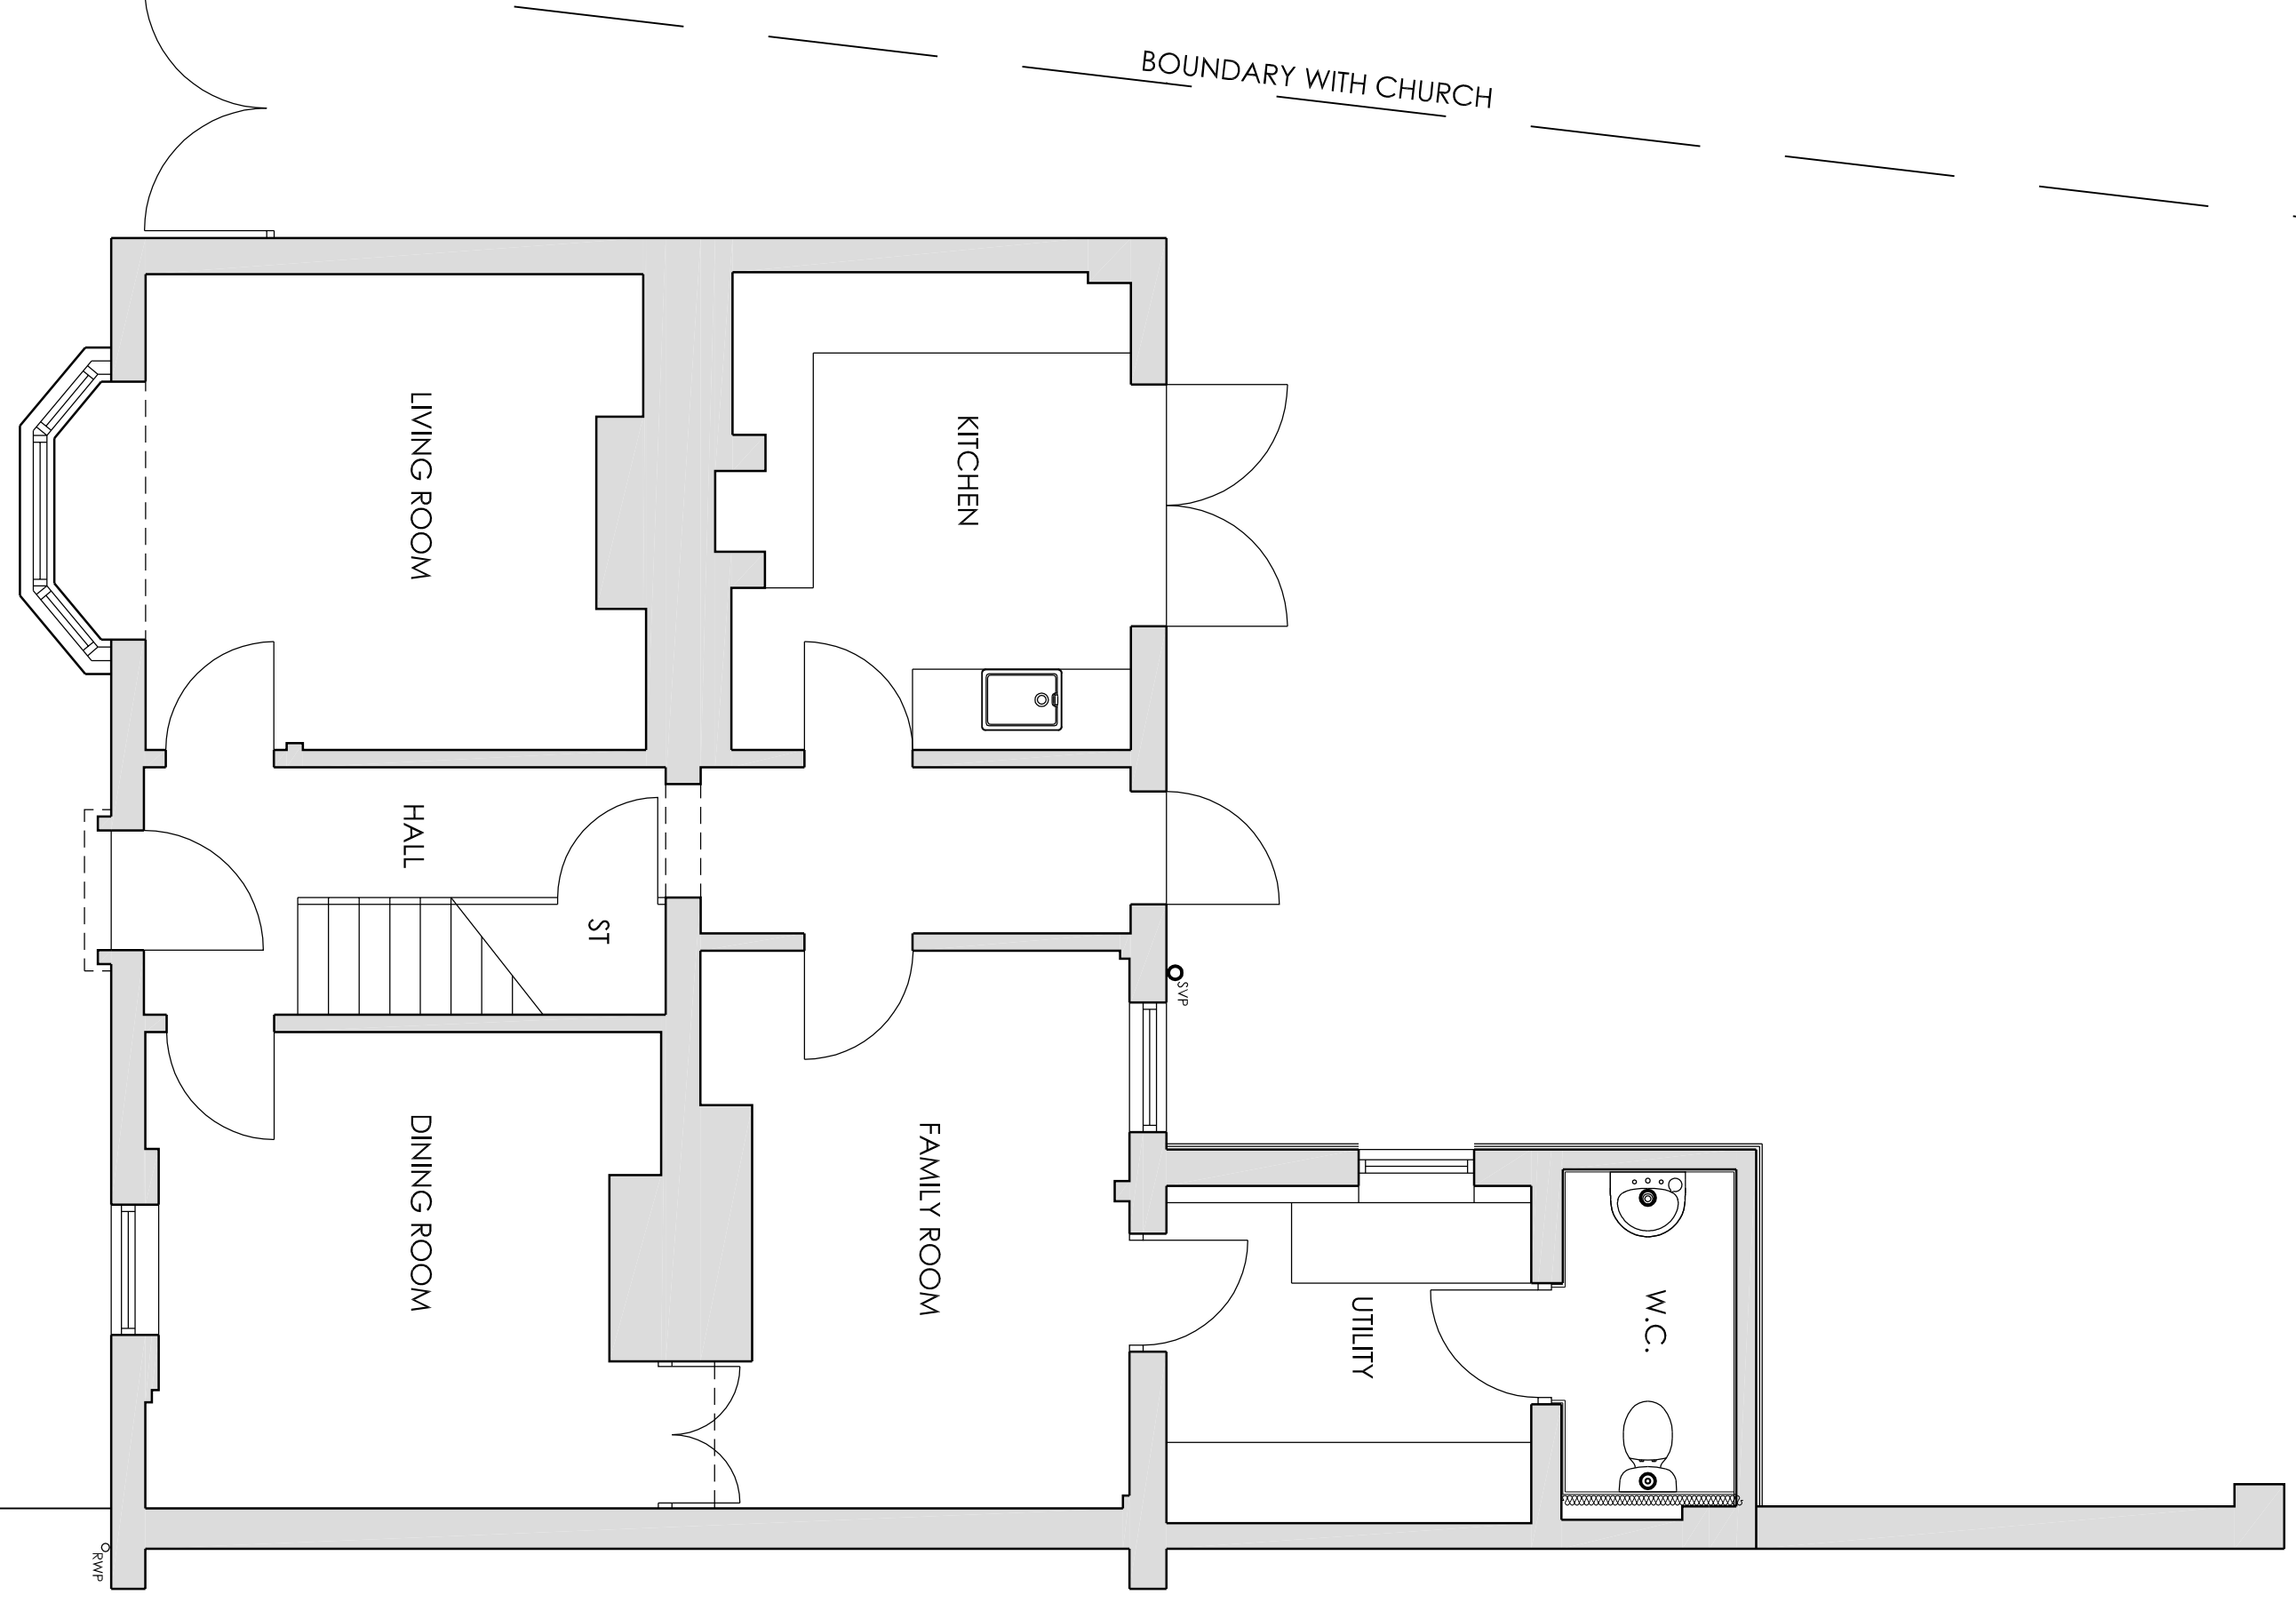 BOUNDARY WITH CHURCH
LIVING ROOM
KITCHEN
HALL
ST
SVP
DINING ROOM
FAMILY ROOM
UTILITY
W.C.
RWP